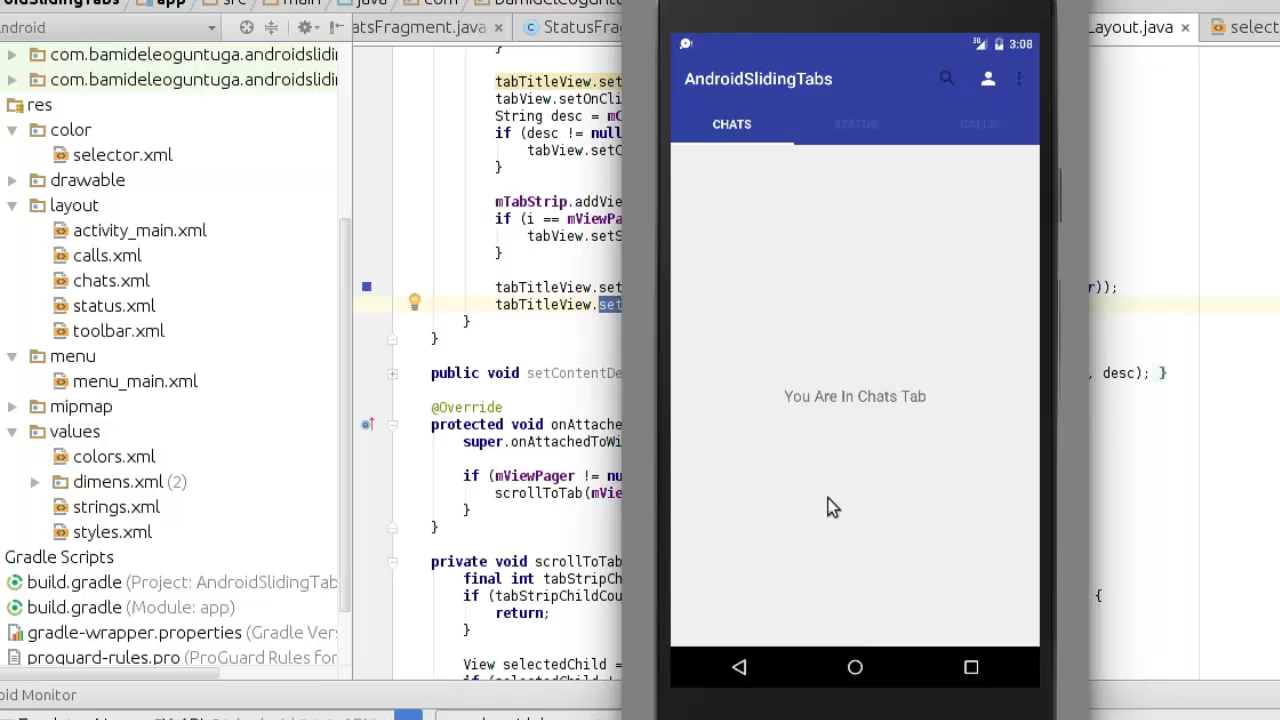 app
src
main
java
com
android
atsFragment.java
StatusFra
Layout.java
select
com.bamideleoguntuga.androidslidi
com.bamideleoguntuga.androidslidi
res
color
selector.xml
drawable
layout
activity_main.xml
calls.xml
chats.xml
status.xml
toolbar.xml
menu
menu_main.xml
mipmap
values
colors.xml
dimens.xml (2)
strings.xml
styles.xml
Gradle Scripts
build.gradle (Project: AndroidSlidingTab
build.gradle (Module: app)
gradle-wrapper.properties (Gradle Ver
proguard-rules.pro (ProGuard Rules for
oid Monitor
}
tabTitleView.set
tabView.setOnCli
String desc = mC
if (desc != null
tabView.setC
}
mTabStrip.addVie
if (i == mViewPa
tabView.setS
}
tabTitleView.set
r));
tabTitleView.set
}
}
public void setContentDe
, desc); }
@Override
protected void onAttache
super.onAttachedToWi
if (mViewPager != nu
scrollToTab(mVie
}
}
private void scrollToTab
final int tabStripCh
if (tabStripChildCou
{
return;
}
View selectedChild =
3G
3:08
AndroidSlidingTabs
CHATS
STATUS
CALLS
You Are In Chats Tab